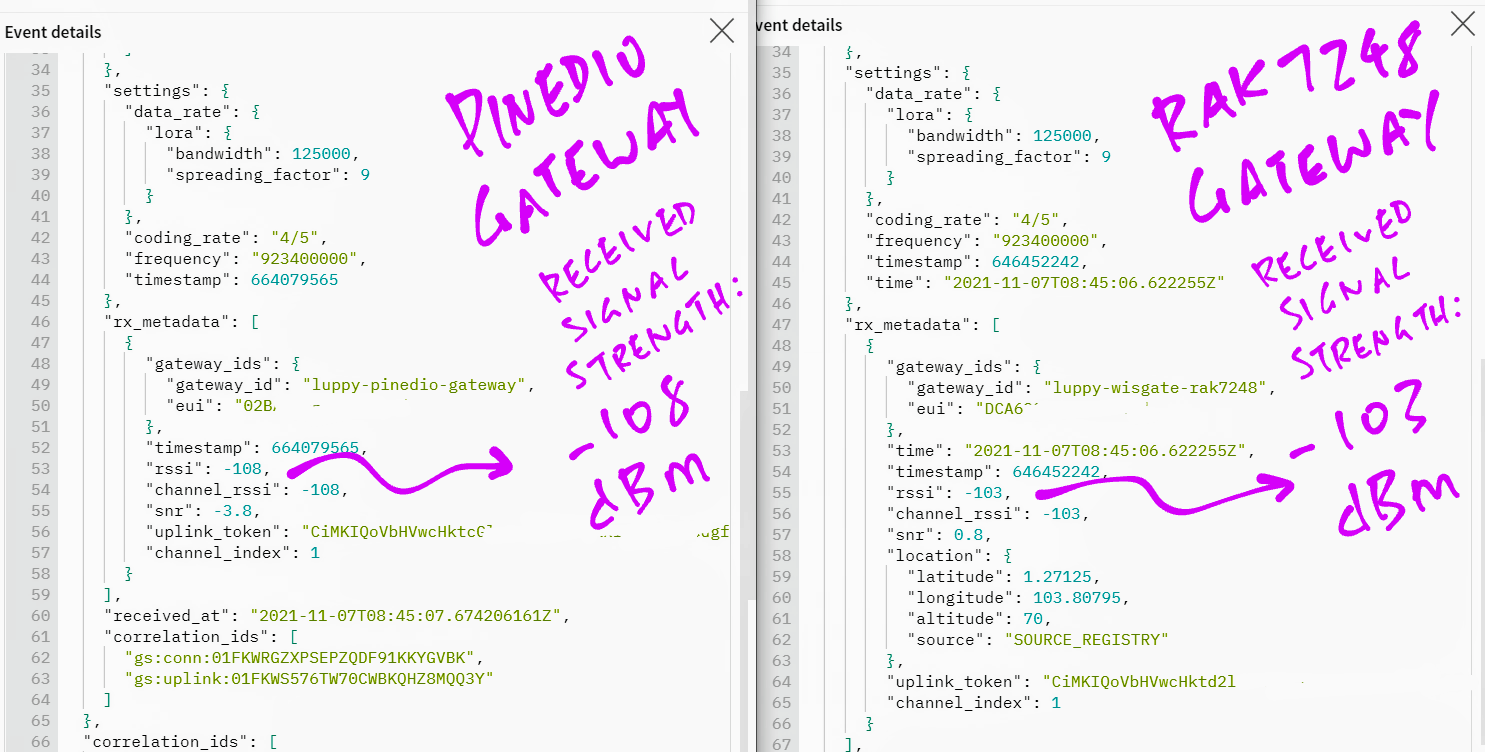 Event details
34 },
35 "settings": {
36 "data_rate": {
37 "lora": {
38 "bandwidth": 125000,
39 "spreading_factor": 9
40 }
41 },
42 "coding_rate": "4/5",
43 "frequency": "923400000",
44 "timestamp": 664079565
45 },
46 "rx_metadata": [
47 {
48 "gateway_ids": {
49 "gateway_id": "luppy-pinedio-gateway",
50 "eui": "02B
51 },
52 "timestamp": 664079565,
53 "rssi": -108,
54 "channel_rssi": -108,
55 "snr": -3.8,
56 "uplink_token": "CiMKIQoVbHVwcHktcG
57 "channel_index": 1
58 }
59 ],
60 "received_at": "2021-11-07T08:45:07.674206161Z",
61 "correlation_ids": [
62 "gs:conn:01FKWRGZXPSEPZQDF91KKYGVBK",
63 "gs:uplink:01FKWS576TW70CWBKQHZ8MQQ3Y"
64 ]
65 },
66 "correlation_ids": [
PINEDIO
GATEWAY
RECEIVED
SIGNAL
STRENGTH:
-108
dBm
vent details
34 },
35 "settings": {
36 "data_rate": {
37 "lora": {
38 "bandwidth": 125000,
39 "spreading_factor": 9
40 }
41 },
42 "coding_rate": "4/5",
43 "frequency": "923400000",
44 "timestamp": 646452242,
45 "time": "2021-11-07T08:45:06.622255Z"
46 },
47 "rx_metadata": [
48 {
49 "gateway_ids": {
50 "gateway_id": "luppy-wisgate-rak7248",
51 "eui": "DCA6
52 },
53 "time": "2021-11-07T08:45:06.622255Z",
54 "timestamp": 646452242,
55 "rssi": -103,
56 "channel_rssi": -103,
57 "snr": 0.8,
58 "location": {
59 "latitude": 1.27125,
60 "longitude": 103.80795,
61 "altitude": 70,
62 "source": "SOURCE_REGISTRY"
63 },
64 "uplink_token": "CiMKIQoVbHVwcHktd2l
65 "channel_index": 1
66 }
67 ],
RAK7248
GATEWAY
RECEIVED
SIGNAL
STRENGTH:
-103
dBm